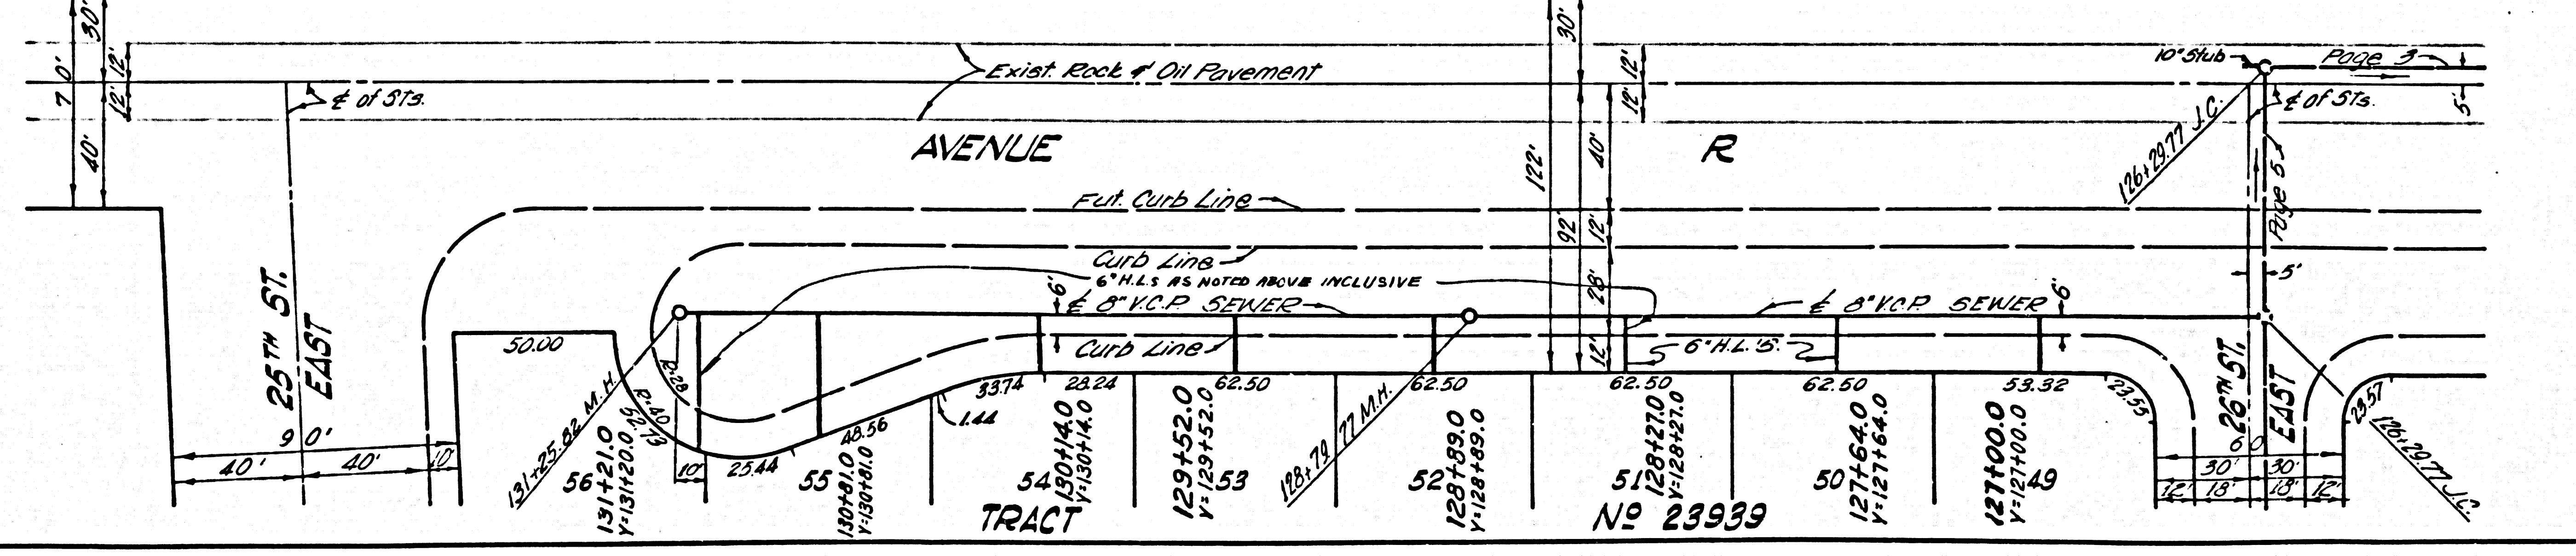 30'
12'
7 0'
12'
40'
℄ of STs.
Exist. Rock & Oil Pavement
AVENUE R
30'
12'
12'
122'
40'
92'
12'
28'
12'
10" Stub
Page 3
℄ of STs.
5'
126+29.77 J.C.
Page 5
5'
Fut. Curb Line
Curb Line
6" H.L.S AS NOTED ABOVE INCLUSIVE
6'
℄ 8" V.C.P. SEWER
℄ 8" V.C.P. SEWER
6'
Curb Line
6" H.L.'S.
25TH ST.
EAST
50.00
R=28
R=40
52.73
131+25.82 M.H.
33.74
28.24
62.50
62.50
62.50
62.50
53.32
23.55
26TH ST.
EAST
23.57
126+29.77 J.C.
1.44
48.56
25.44
10'
128+79.77 M.H.
9 0'
40'
40'
10'
6 0'
30'
30'
12'
18'
18'
12'
56
131+21.0
Y=131+20.0
55
130+81.0
Y=130+81.0
54
130+14.0
Y=130+14.0
129+52.0
Y=129+52.0
53
52
128+89.0
Y=128+89.0
51
128+27.0
Y=128+27.0
50
127+64.0
Y=127+64.0
127+00.0
Y=127+00.0
49
TRACT Nº 23939